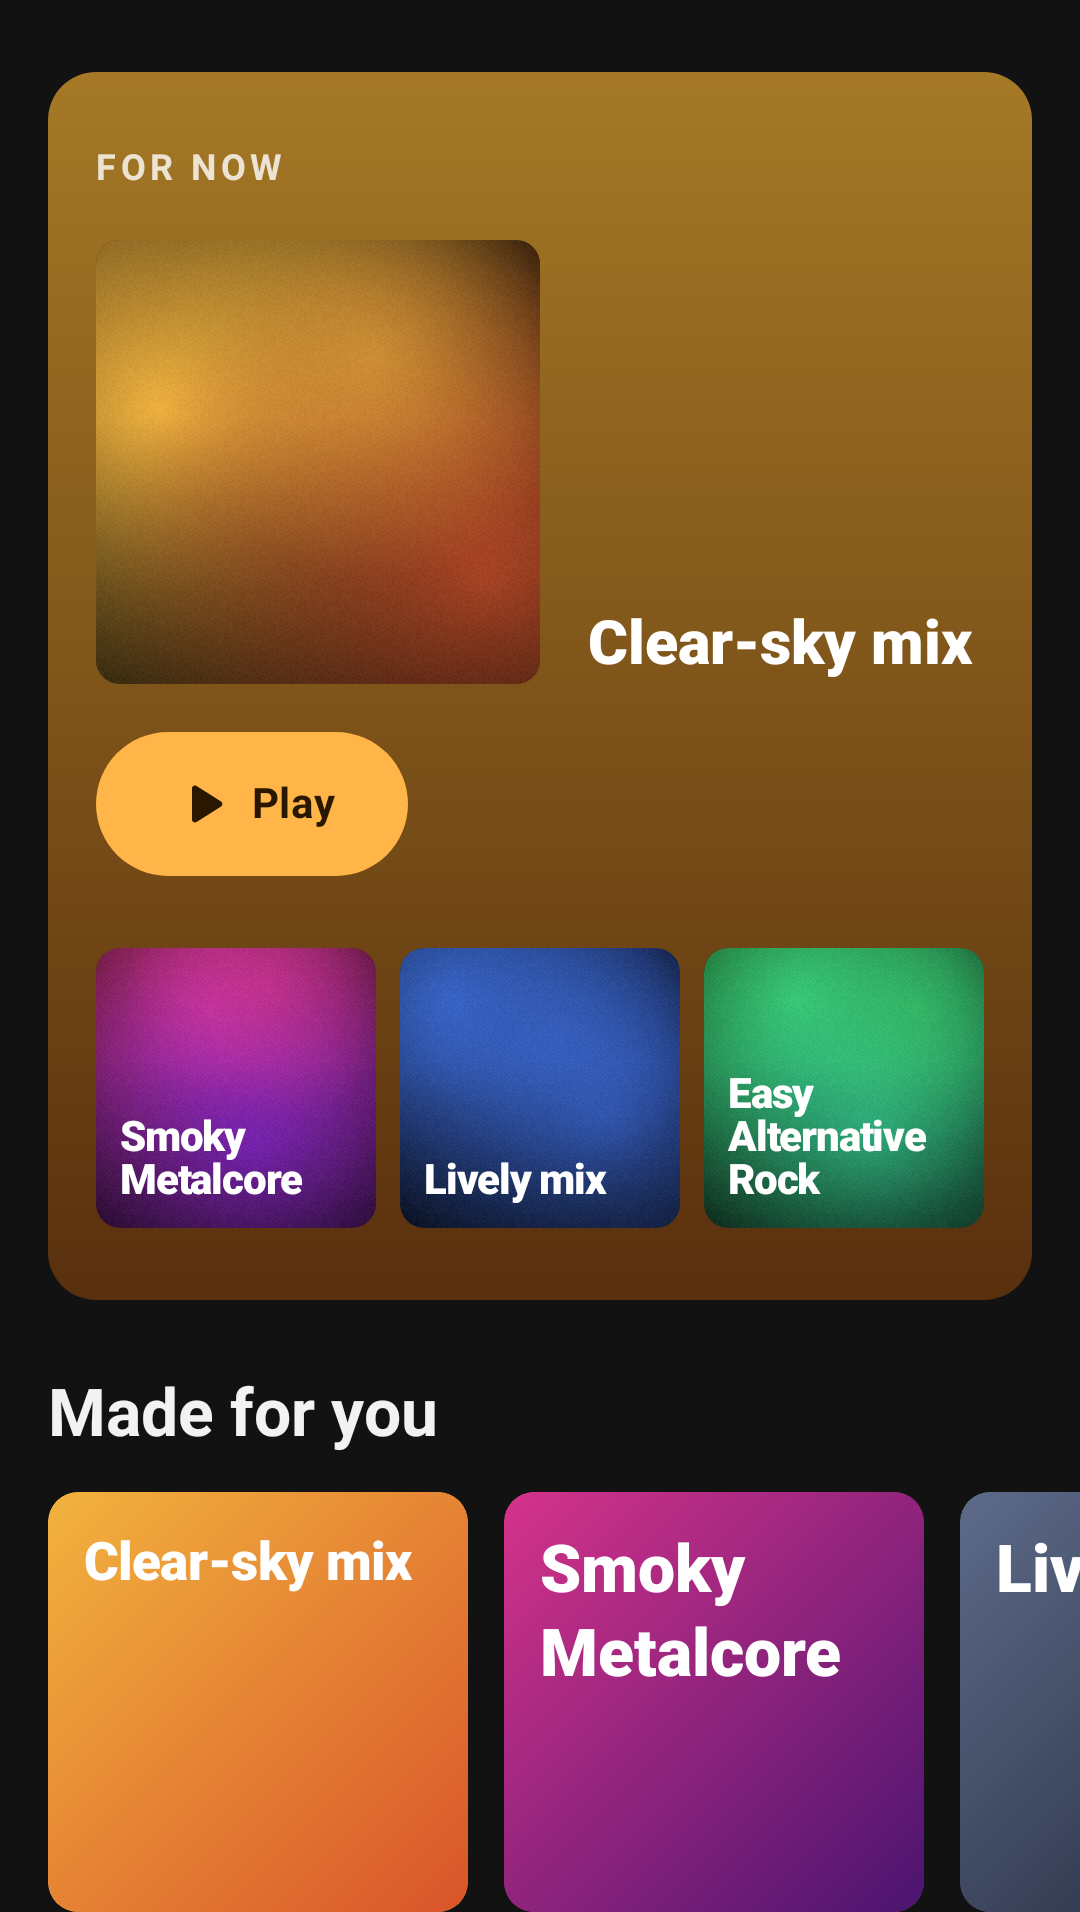 FOR NOW
Clear-sky mix
Play
Smoky
Metalcore
Lively mix
Easy
Alternative
Rock
Made for you
Clear-sky mix
Smoky
Metalcore
Liv